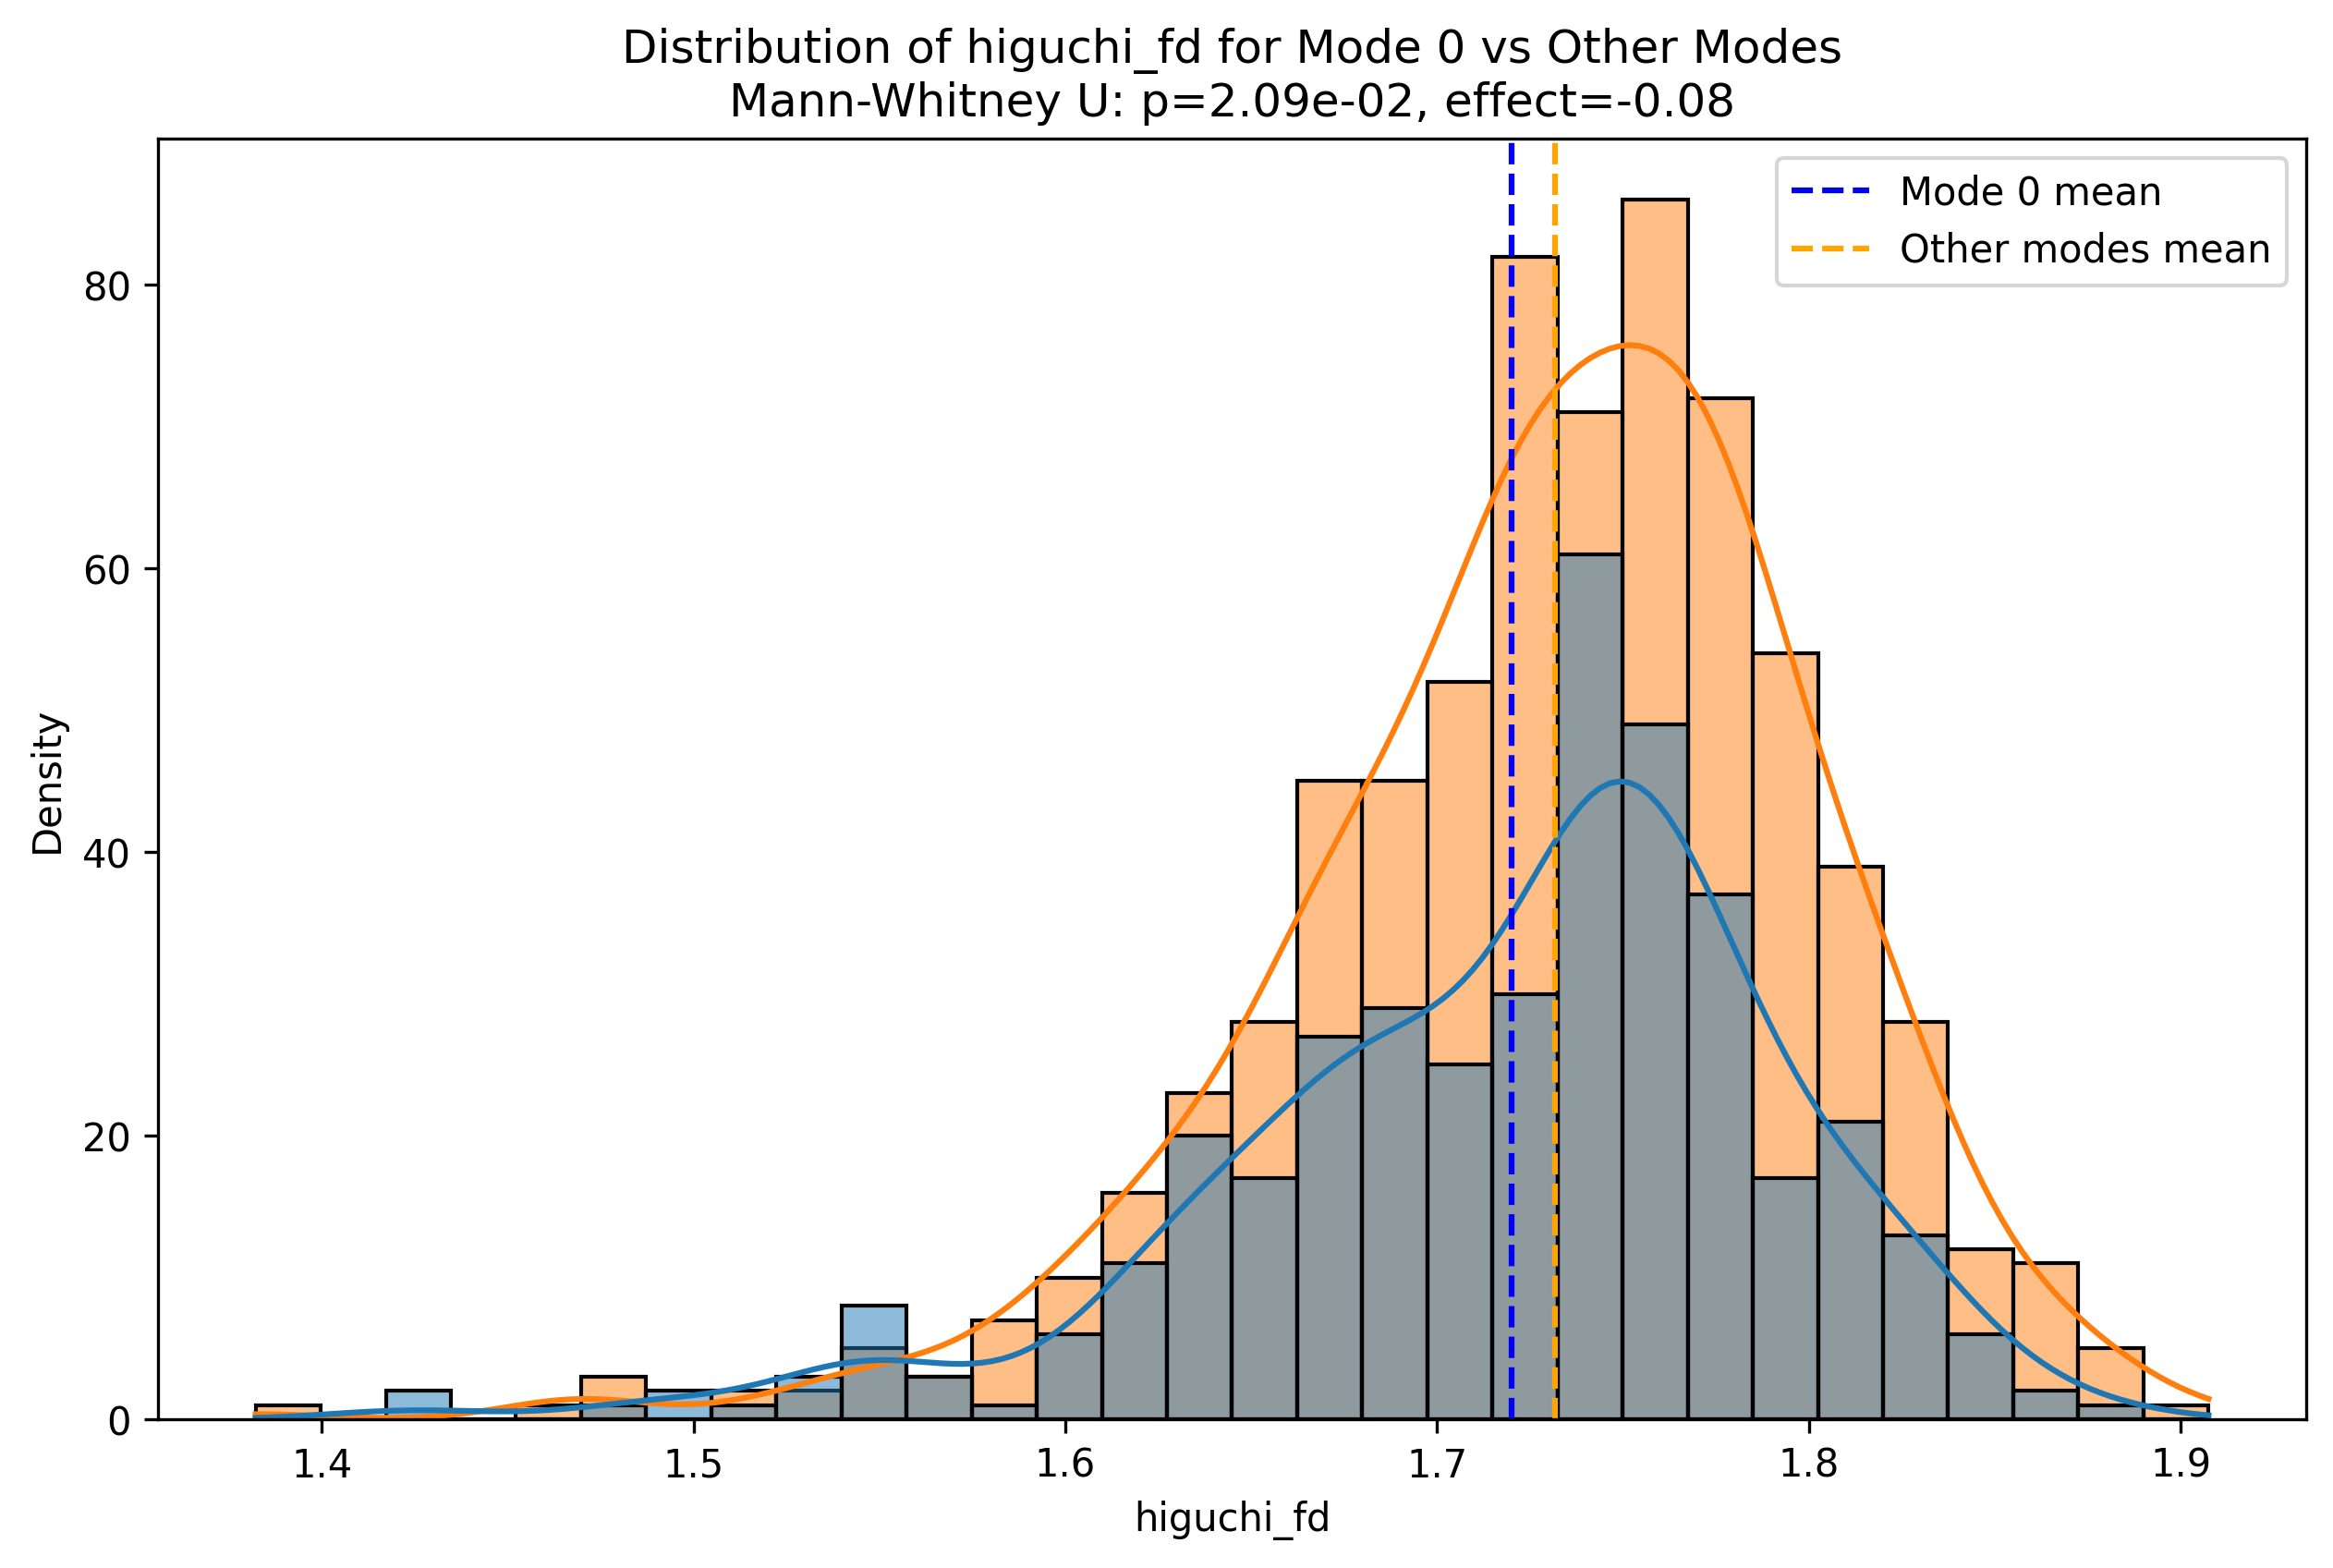 Distribution of higuchi_fd for Mode 0 vs Other Modes
Mann-Whitney U: p=2.09e-02, effect=-0.08
Mode 0 mean
Other modes mean
Density
80
60
40
20
0
1.4 1.5 1.6 1.7 1.8 1.9
higuchi_fd